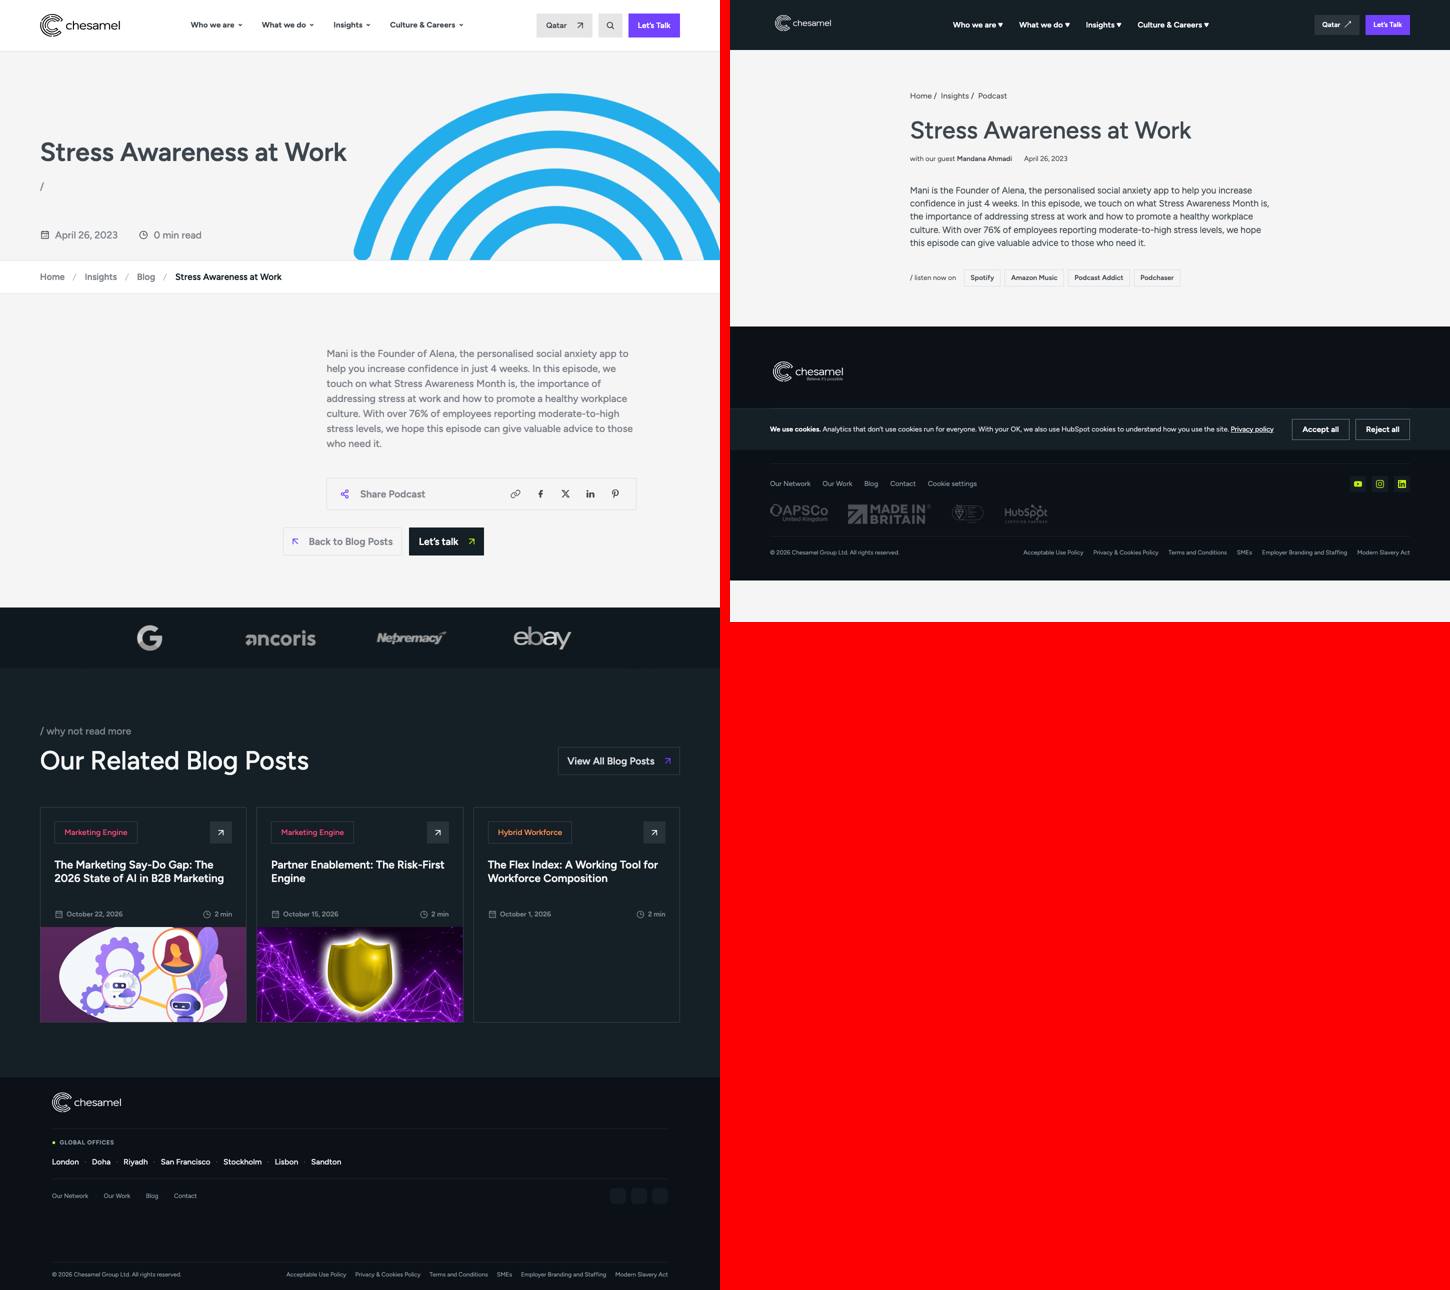 chesamel
Who we are
What we do
Insights
Culture & Careers
Qatar
Let's Talk
Stress Awareness at Work
/
April 26, 2023
0 min read
Home / Insights / Blog / Stress Awareness at Work
Mani is the Founder of Alena, the personalised social anxiety app to
help you increase confidence in just 4 weeks. In this episode, we
touch on what Stress Awareness Month is, the importance of
addressing stress at work and how to promote a healthy workplace
culture. With over 76% of employees reporting moderate-to-high
stress levels, we hope this episode can give valuable advice to those
who need it.
Share Podcast
Back to Blog Posts
Let's talk
G
ancoris
Nepremacy
ebay
/ why not read more
Our Related Blog Posts
View All Blog Posts
Marketing Engine
The Marketing Say-Do Gap: The
2026 State of AI in B2B Marketing
October 22, 2026
2 min
Marketing Engine
Partner Enablement: The Risk-First
Engine
October 15, 2026
2 min
Hybrid Workforce
The Flex Index: A Working Tool for
Workforce Composition
October 1, 2026
2 min
chesamel
GLOBAL OFFICES
London · Doha · Riyadh · San Francisco · Stockholm · Lisbon · Sandton
Our Network
Our Work
Blog
Contact
© 2026 Chesamel Group Ltd. All rights reserved.
Acceptable Use Policy
Privacy & Cookies Policy
Terms and Conditions
SMEs
Employer Branding and Staffing
Modern Slavery Act
chesamel
Who we are
What we do
Insights
Culture & Careers
Qatar
Let's Talk
Home / Insights / Podcast
Stress Awareness at Work
with our guest Mandana Ahmadi
April 26, 2023
Mani is the Founder of Alena, the personalised social anxiety app to help you increase
confidence in just 4 weeks. In this episode, we touch on what Stress Awareness Month is,
the importance of addressing stress at work and how to promote a healthy workplace
culture. With over 76% of employees reporting moderate-to-high stress levels, we hope
this episode can give valuable advice to those who need it.
/ listen now on
Spotify
Amazon Music
Podcast Addict
Podchaser
chesamel
Believe it's possible
We use cookies. Analytics that don't use cookies run for everyone. With your OK, we also use HubSpot cookies to understand how you use the site. Privacy policy
Accept all
Reject all
Our Network
Our Work
Blog
Contact
Cookie settings
APSCo
United Kingdom
MADE IN
BRITAIN
HubSpot
CERTIFIED PARTNER
© 2026 Chesamel Group Ltd. All rights reserved.
Acceptable Use Policy
Privacy & Cookies Policy
Terms and Conditions
SMEs
Employer Branding and Staffing
Modern Slavery Act